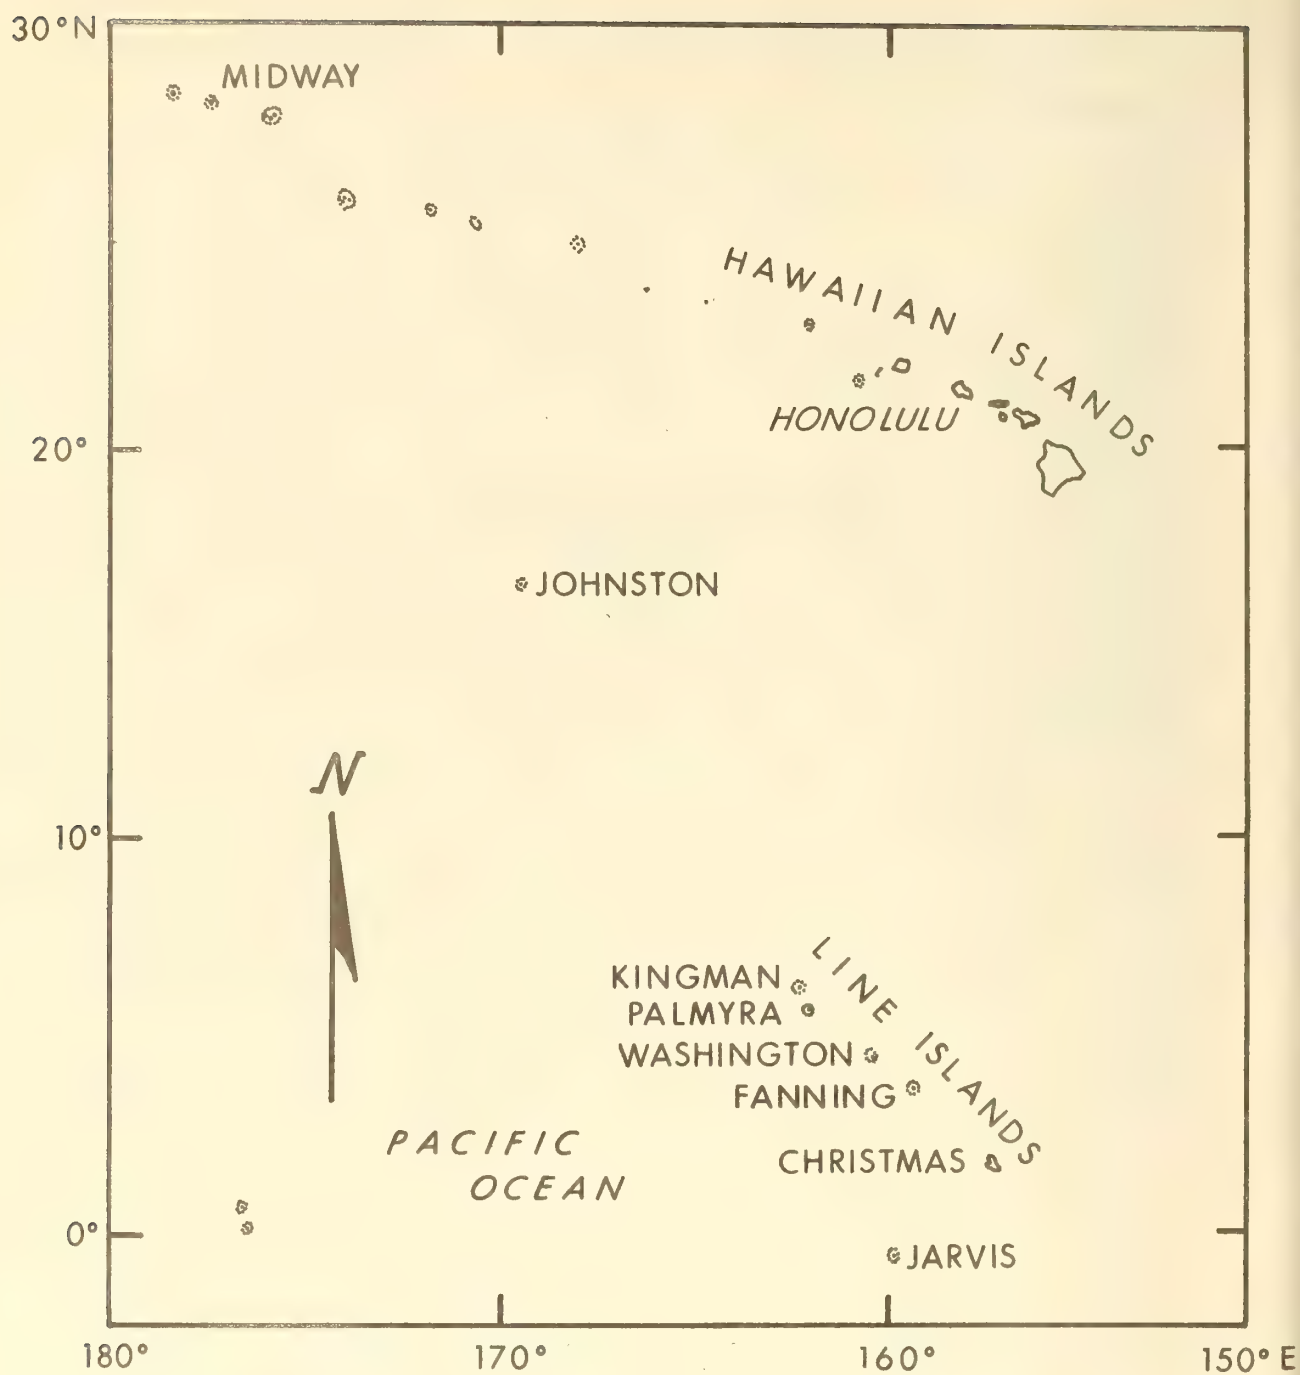 30°N
MIDWAY
HAWAIIAN ISLANDS
HONOLULU
20°
JOHNSTON
N
10°
LINE ISLANDS
KINGMAN
PALMYRA
WASHINGTON
FANNING
PACIFIC
OCEAN
CHRISTMAS
0°
JARVIS
180°
170°
160°
150° E